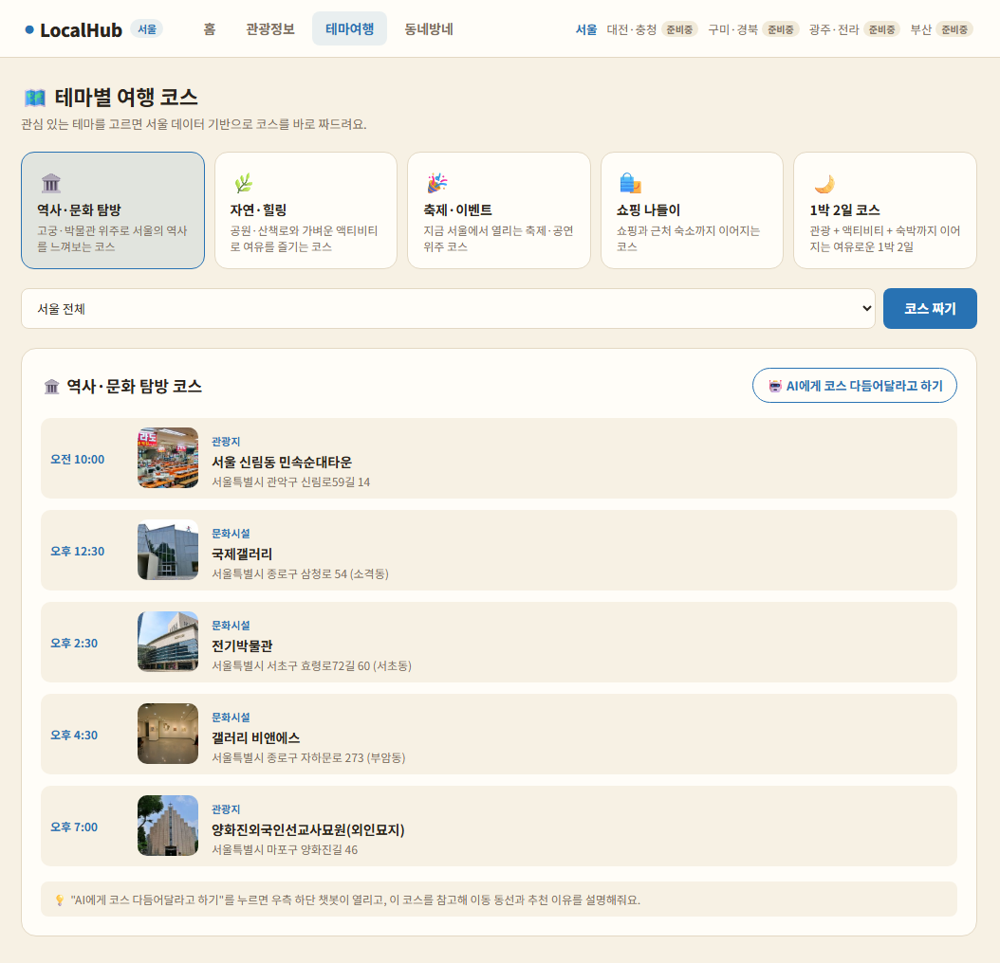 LocalHub 서울 홈 관광정보 테마여행 동네방네 서울 대전·충청 준비중 구미·경북 준비중 광주·전라 준비중 부산 준비중
테마별 여행 코스
관심 있는 테마를 고르면 서울 데이터 기반으로 코스를 바로 짜드려요.
역사·문화 탐방
고궁·박물관 위주로 서울의 역사
를 느껴보는 코스
자연·힐링
공원·산책로와 가벼운 액티비티
로 여유를 즐기는 코스
축제·이벤트
지금 서울에서 열리는 축제·공연
위주 코스
쇼핑 나들이
쇼핑과 근처 숙소까지 이어지는
코스
1박 2일 코스
관광 + 액티비티 + 숙박까지 이어
지는 여유로운 1박 2일
서울 전체
코스 짜기
역사·문화 탐방 코스
AI에게 코스 다듬어달라고 하기
오전 10:00
관광지
서울 신림동 민속순대타운
서울특별시 관악구 신림로59길 14
오후 12:30
문화시설
국제갤러리
서울특별시 종로구 삼청로 54 (소격동)
오후 2:30
문화시설
전기박물관
서울특별시 서초구 효령로72길 60 (서초동)
오후 4:30
문화시설
갤러리 비앤에스
서울특별시 종로구 자하문로 273 (부암동)
오후 7:00
관광지
양화진외국인선교사묘원(외인묘지)
서울특별시 마포구 양화진길 46
"AI에게 코스 다듬어달라고 하기"를 누르면 우측 하단 챗봇이 열리고, 이 코스를 참고해 이동 동선과 추천 이유를 설명해줘요.